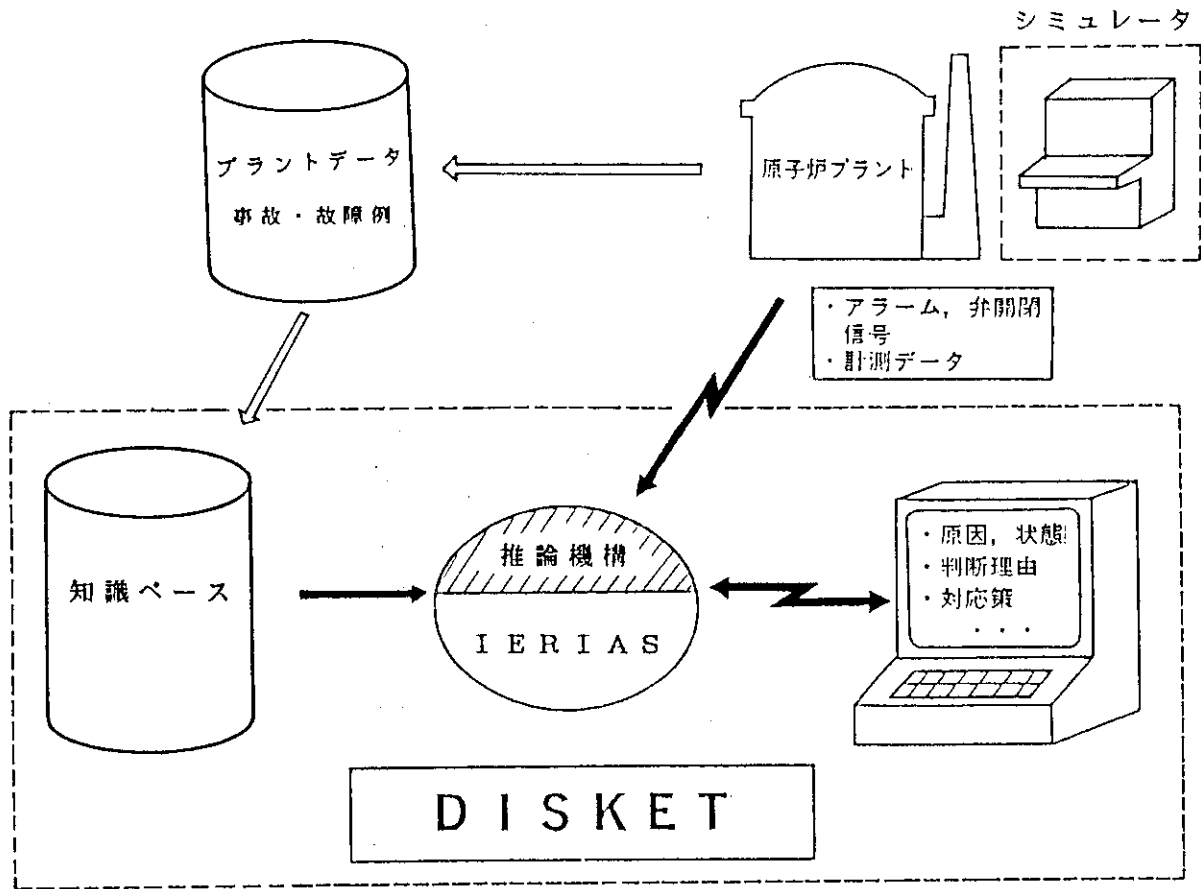 シミュレータ
プラントデータ
事故・故障例
原子炉プラント
・アラーム，非開閉
信号
・計測データ
知識ベース
推論機構
IERIAS
・原因，状態
・判断理由
・対応策
・・・
DISKET